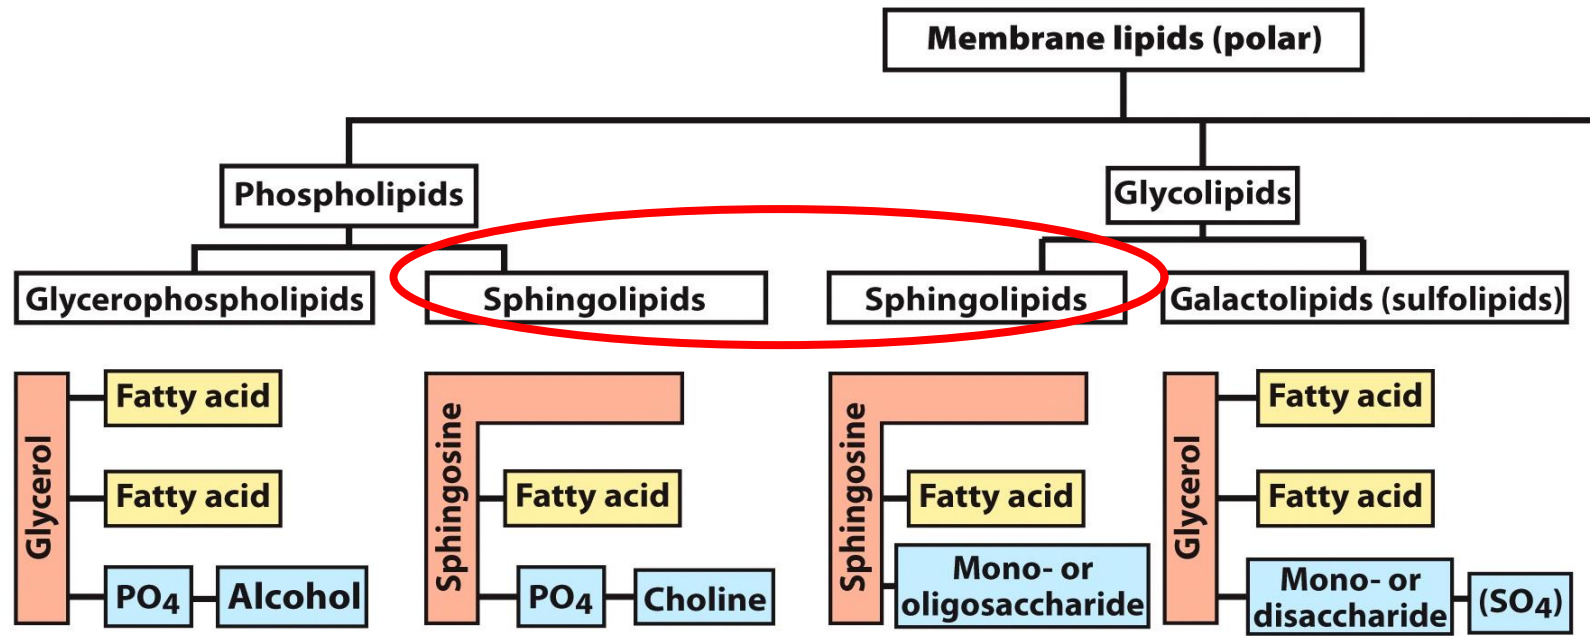 Membrane lipids (polar)
Phospholipids
Glycolipids
Glycerophospholipids
Sphingolipids
Sphingolipids
Galactolipids (sulfolipids)
Glycerol
Fatty acid
Fatty acid
PO4
Alcohol
Sphingosine
Fatty acid
PO4
Choline
Sphingosine
Fatty acid
Mono- or
oligosaccharide
Glycerol
Fatty acid
Fatty acid
Mono- or
disaccharide
(SO4)